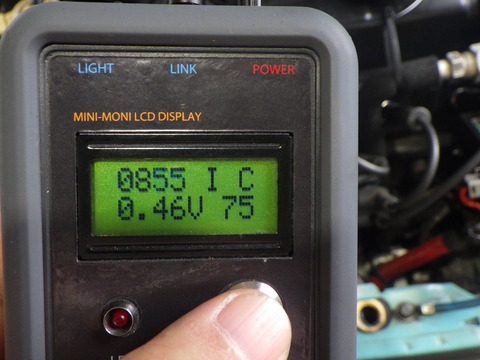 LIGHT LINK POWER
MINI-MONI LCD DISPLAY
0855 I C
0.46V 75